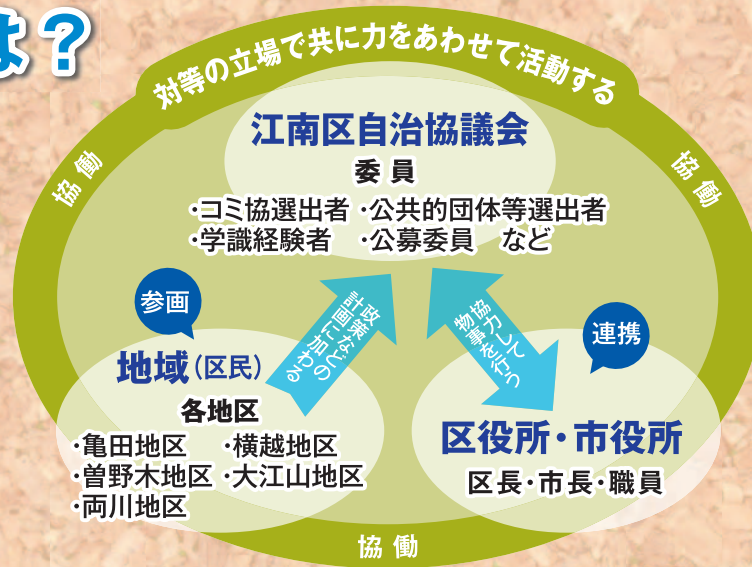 は？
対等の立場で共に力をあわせて活動する
協働
協働
江南区自治協議会
委員
・コミ協選出者 ・公共的団体等選出者
・学識経験者 ・公募委員 など
参画
政策などの
計画に加わる
協力して
物事を行う
連携
地域(区民)
各地区
・亀田地区 ・横越地区
・曽野木地区 ・大江山地区
・両川地区
区役所・市役所
区長・市長・職員
協働